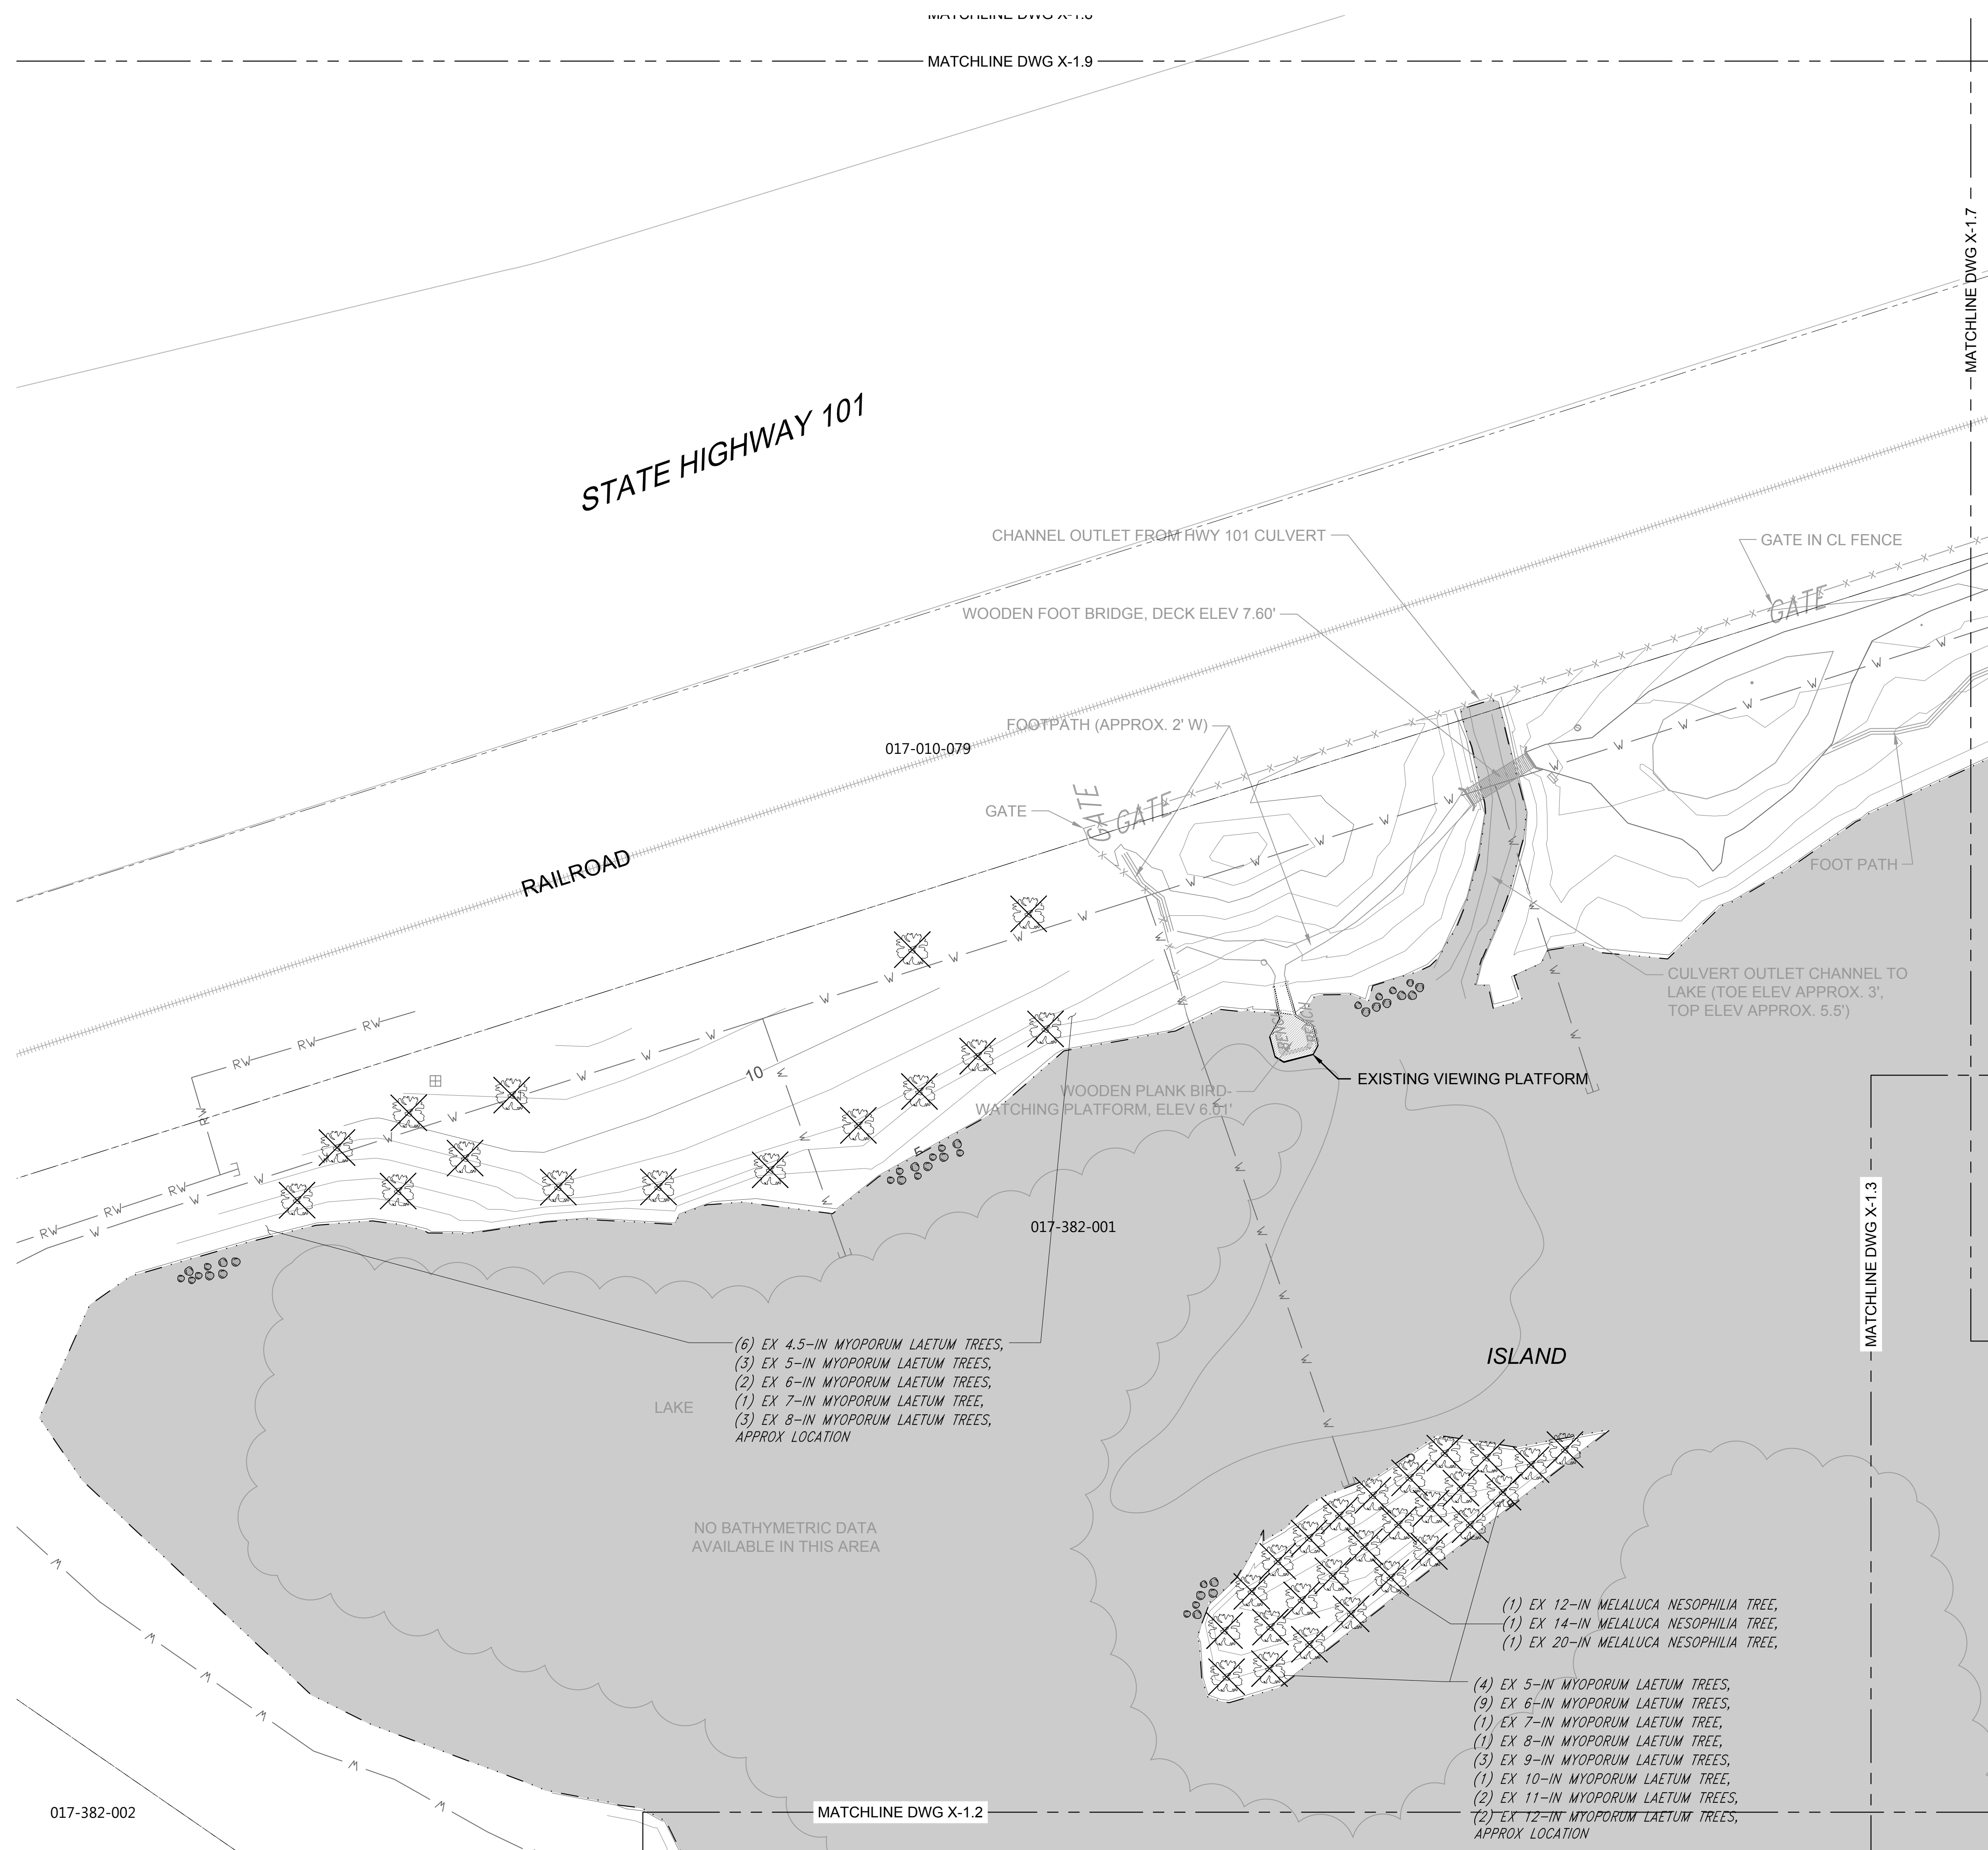 MATCHLINE DWG X-1.8
MATCHLINE DWG X-1.9
MATCHLINE DWG X-1.7
STATE HIGHWAY 101
CHANNEL OUTLET FROM HWY 101 CULVERT
GATE IN CL FENCE
GATE
WOODEN FOOT BRIDGE, DECK ELEV 7.60'
FOOTPATH (APPROX. 2' W)
017-010-079
GATE
GATE
GATE
RAILROAD
FOOT PATH
CULVERT OUTLET CHANNEL TO
LAKE (TOE ELEV APPROX. 3',
TOP ELEV APPROX. 5.5')
BENCH
BENCH
EXISTING VIEWING PLATFORM
WOODEN PLANK BIRD-
WATCHING PLATFORM, ELEV 6.01'
10
5
RW
RW
RW
RW
RW
RW
RW
W
W
W
017-382-001
MATCHLINE DWG X-1.3
ISLAND
(6) EX 4.5-IN MYOPORUM LAETUM TREES,
(3) EX 5-IN MYOPORUM LAETUM TREES,
(2) EX 6-IN MYOPORUM LAETUM TREES,
(1) EX 7-IN MYOPORUM LAETUM TREE,
(3) EX 8-IN MYOPORUM LAETUM TREES,
APPROX LOCATION
LAKE
NO BATHYMETRIC DATA
AVAILABLE IN THIS AREA
(1) EX 12-IN MELALUCA NESOPHILIA TREE,
(1) EX 14-IN MELALUCA NESOPHILIA TREE,
(1) EX 20-IN MELALUCA NESOPHILIA TREE,
(4) EX 5-IN MYOPORUM LAETUM TREES,
(9) EX 6-IN MYOPORUM LAETUM TREES,
(1) EX 7-IN MYOPORUM LAETUM TREE,
(1) EX 8-IN MYOPORUM LAETUM TREE,
(3) EX 9-IN MYOPORUM LAETUM TREES,
(1) EX 10-IN MYOPORUM LAETUM TREE,
(2) EX 11-IN MYOPORUM LAETUM TREES,
(2) EX 12-IN MYOPORUM LAETUM TREES,
APPROX LOCATION
017-382-002
MATCHLINE DWG X-1.2